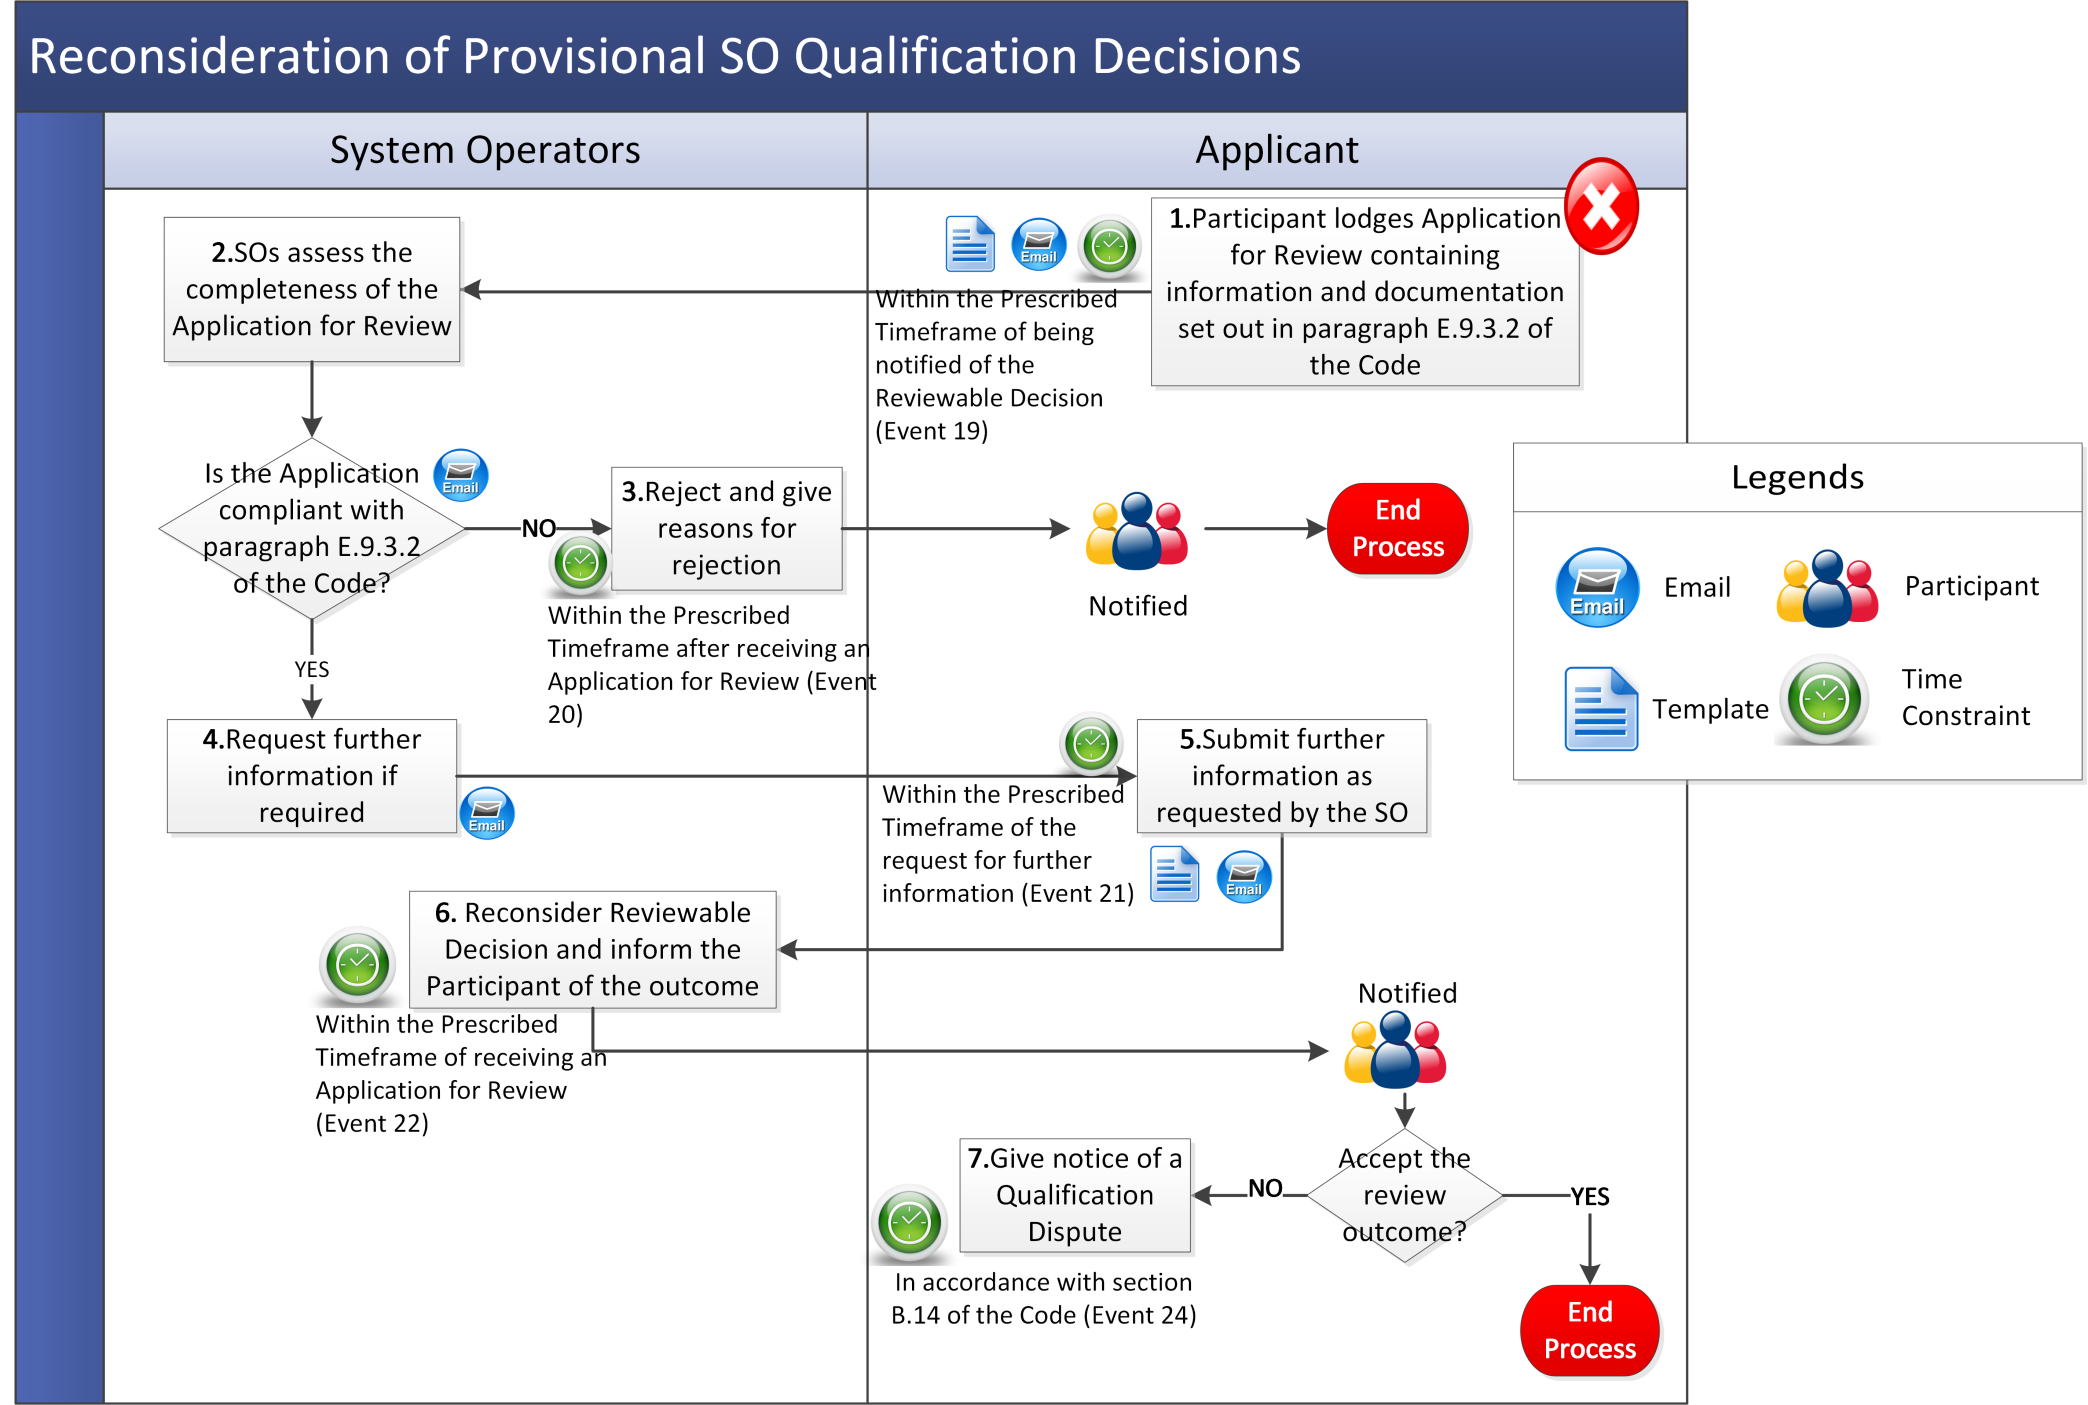 Reconsideration of Provisional SO Qualification Decisions
System Operators
Applicant
1.Participant lodges Application
for Review containing
information and documentation
set out in paragraph E.9.3.2 of
the Code
Email
Within the Prescribed
Timeframe of being
notified of the
Reviewable Decision
(Event 19)
2.SOs assess the
completeness of the
Application for Review
Is the Application
compliant with
paragraph E.9.3.2
of the Code?
Email
NO
3.Reject and give
reasons for
rejection
Within the Prescribed
Timeframe after receiving an
Application for Review (Event
20)
Notified
End
Process
YES
4.Request further
information if
required
Email
5.Submit further
information as
requested by the SO
Within the Prescribed
Timeframe of the
request for further
information (Event 21)
Email
6. Reconsider Reviewable
Decision and inform the
Participant of the outcome
Within the Prescribed
Timeframe of receiving an
Application for Review
(Event 22)
Notified
Accept the
review
outcome?
NO
7.Give notice of a
Qualification
Dispute
In accordance with section
B.14 of the Code (Event 24)
YES
End
Process
Legends
Email
Email
Participant
Template
Time
Constraint